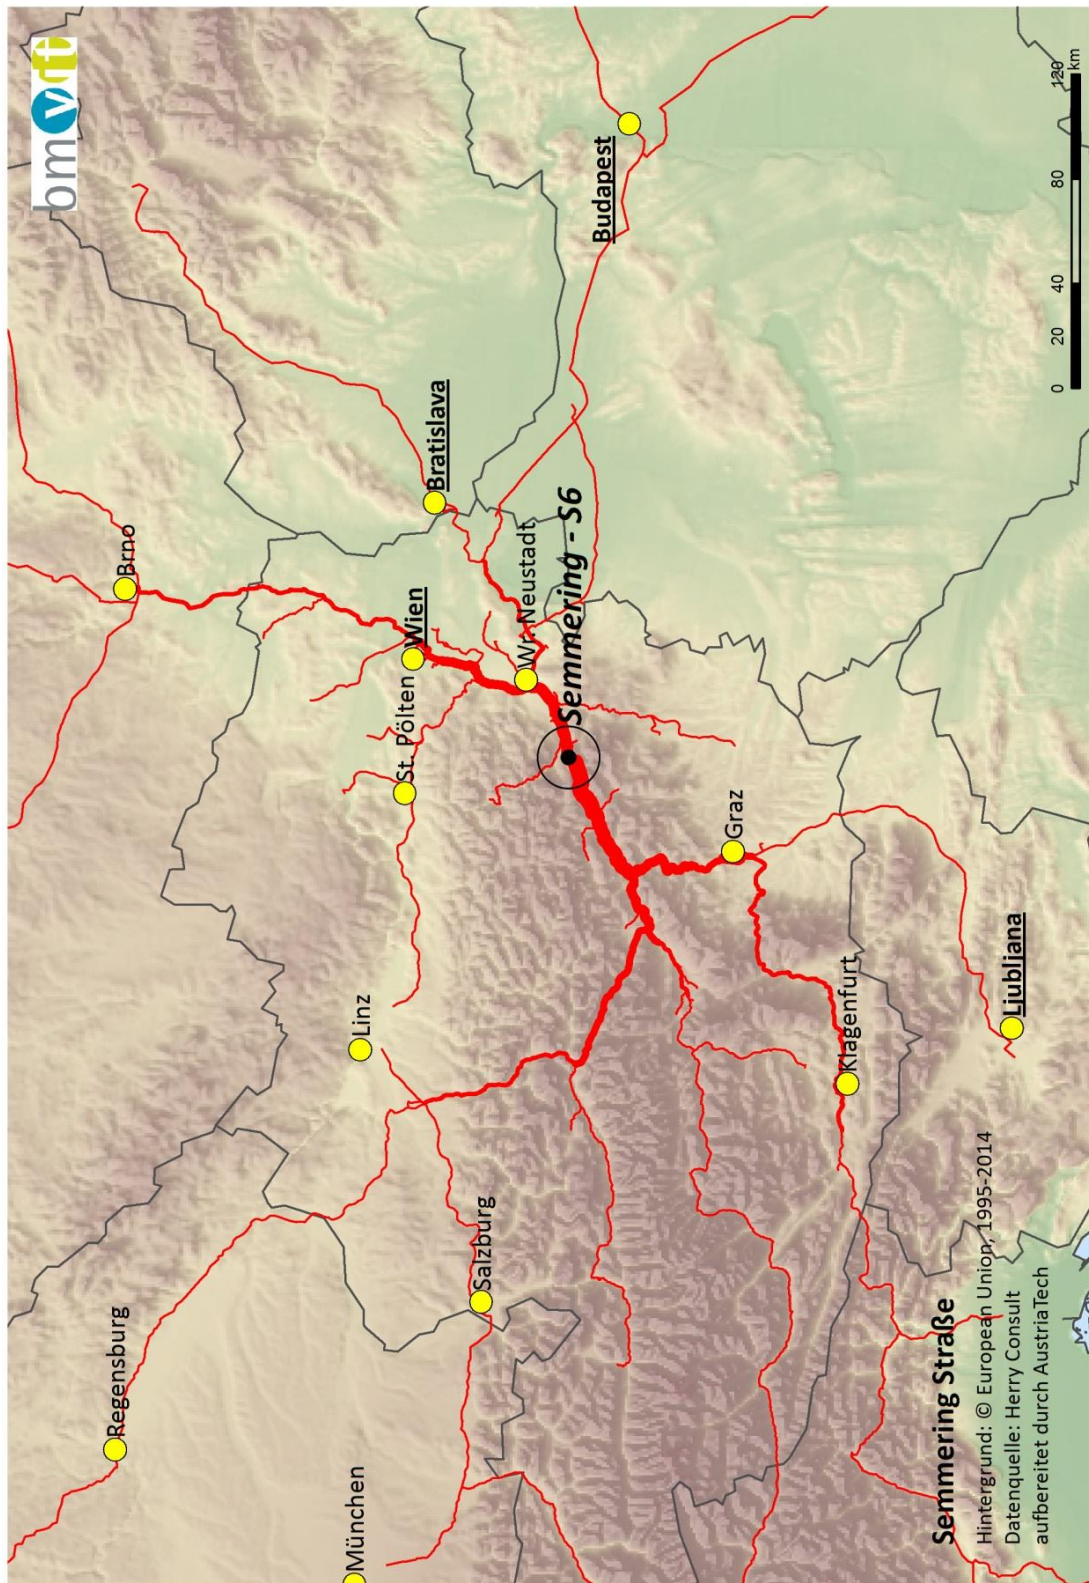 bmvit
Regensburg
Brno
München
Linz
St. Pölten
Wien
Bratislava
Salzburg
Wr. Neustadt
Semmering - S6
Budapest
Graz
Klagenfurt
Ljubljana
Semmering Straße
Hintergrund: © European Union, 1995-2014
Datenquelle: Herry Consult
aufbereitet durch AustriaTech
0 20 40 80 120
km